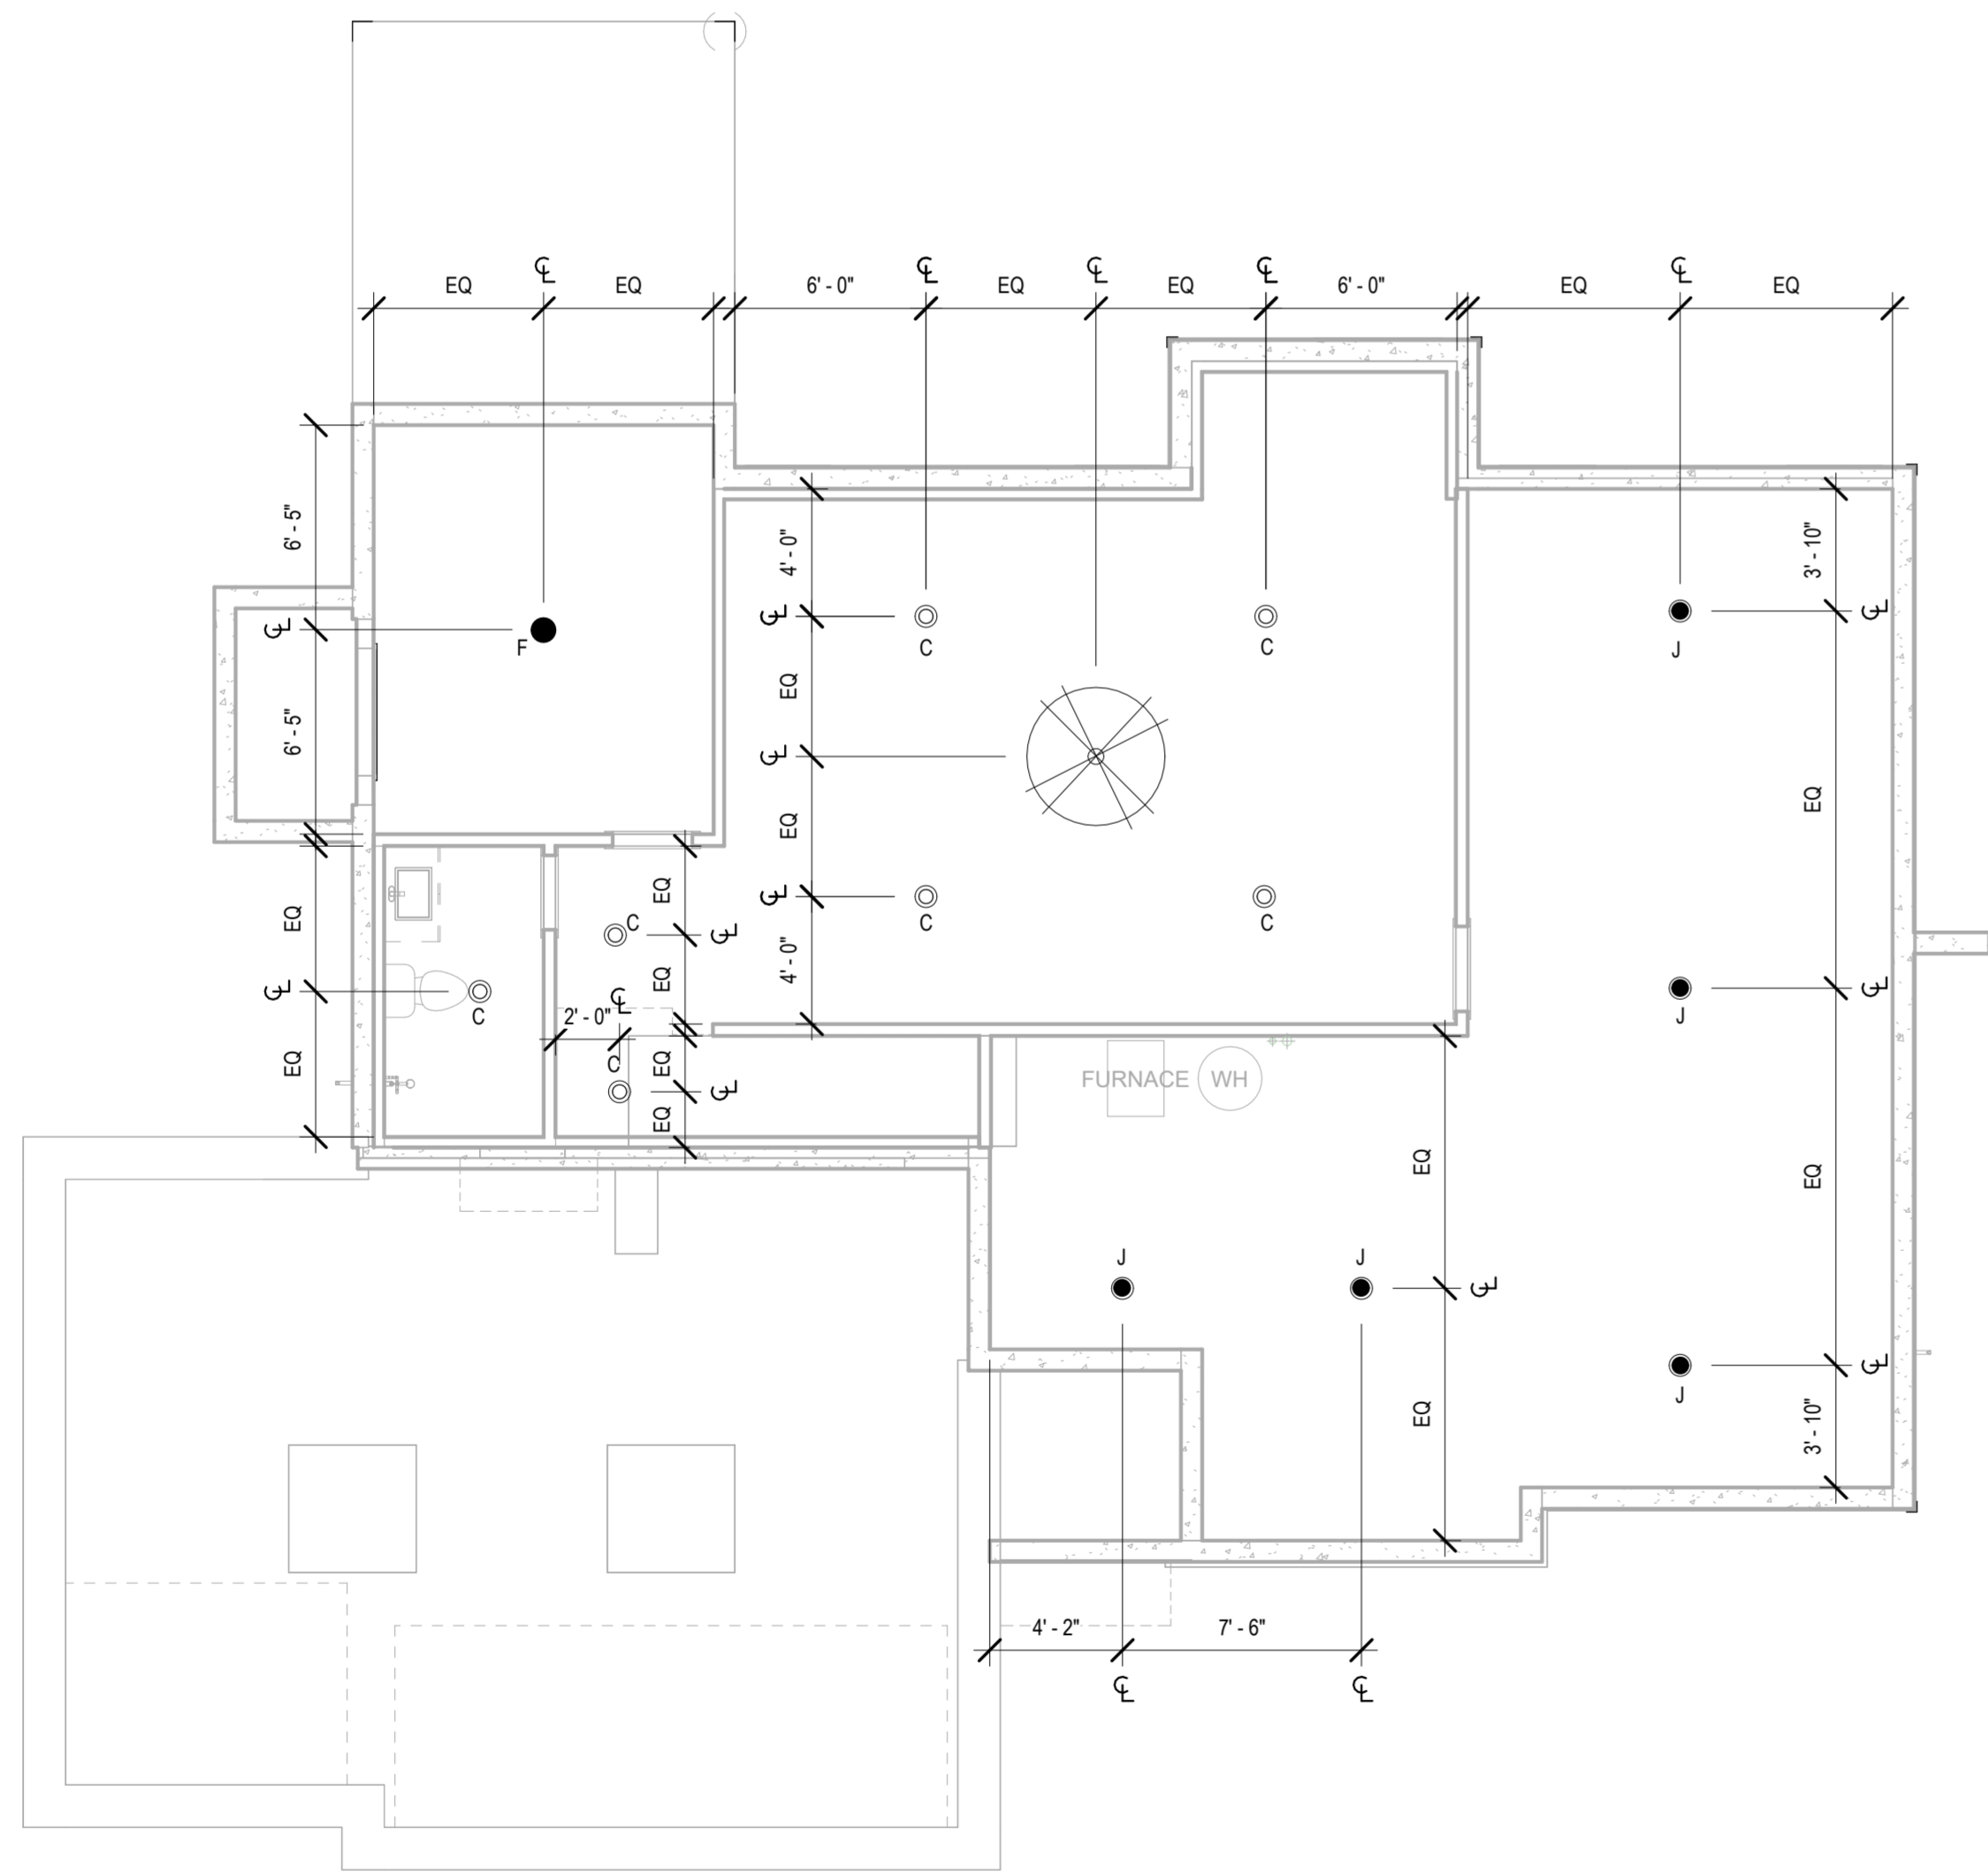 ℄ ℄ ℄ ℄ ℄
EQ EQ 6' - 0" EQ EQ 6' - 0" EQ EQ
6' - 5"
4' - 0"
3' - 10"
℄ ℄ ℄
F C C J
6' - 5"
EQ
℄
EQ
EQ
EQ
EQ
℄
C C
C ℄
4' - 0"
℄ ℄
J
EQ
℄
C
2' - 0"
C
EQ
EQ
℄
EQ
FURNACE WH
EQ
EQ
J J
℄
℄
J
EQ
3' - 10"
4' - 2" 7' - 6"
℄ ℄